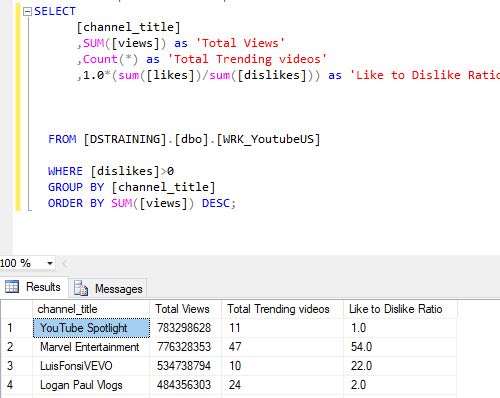 SELECT
[channel_title]
,SUM([views]) as 'Total Views'
,Count(*) as 'Total Trending videos'
,1.0*(sum([likes])/sum([dislikes])) as 'Like to Dislike Ratio
FROM [DSTRAINING].[dbo].[WRK_YoutubeUS]
WHERE [dislikes]>0
GROUP BY [channel_title]
ORDER BY SUM([views]) DESC;
100 %
Results Messages
channel_title Total Views Total Trending videos Like to Dislike Ratio
1 YouTube Spotlight 783298628 11 1.0
2 Marvel Entertainment 776328353 47 54.0
3 LuisFonsiVEVO 534738794 10 22.0
4 Logan Paul Vlogs 484356303 24 2.0